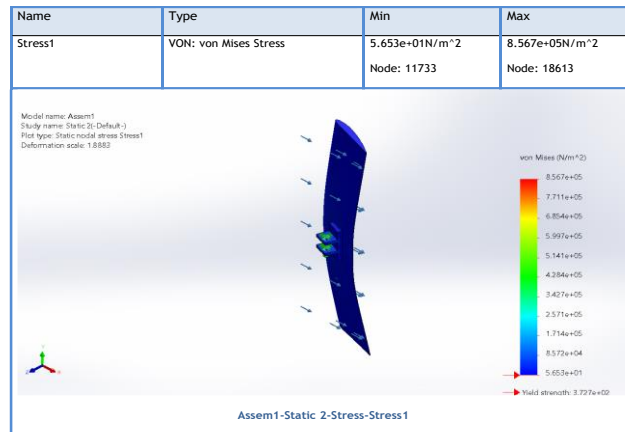 Name Type Min Max
Stress1 VON: von Mises Stress 5.653e+01N/m^2 8.567e+05N/m^2
Node: 11733 Node: 18613
Model name: Assem1
Study name: Static 2(-Default-)
Plot type: Static nodal stress Stress1
Deformation scale: 1.8883
von Mises (N/m^2)
8.567e+05
7.711e+05
6.854e+05
5.997e+05
5.141e+05
4.284e+05
3.427e+05
2.571e+05
1.714e+05
8.572e+04
5.653e+01
Yield strength: 3.727e+02
Assem1-Static 2-Stress-Stress1